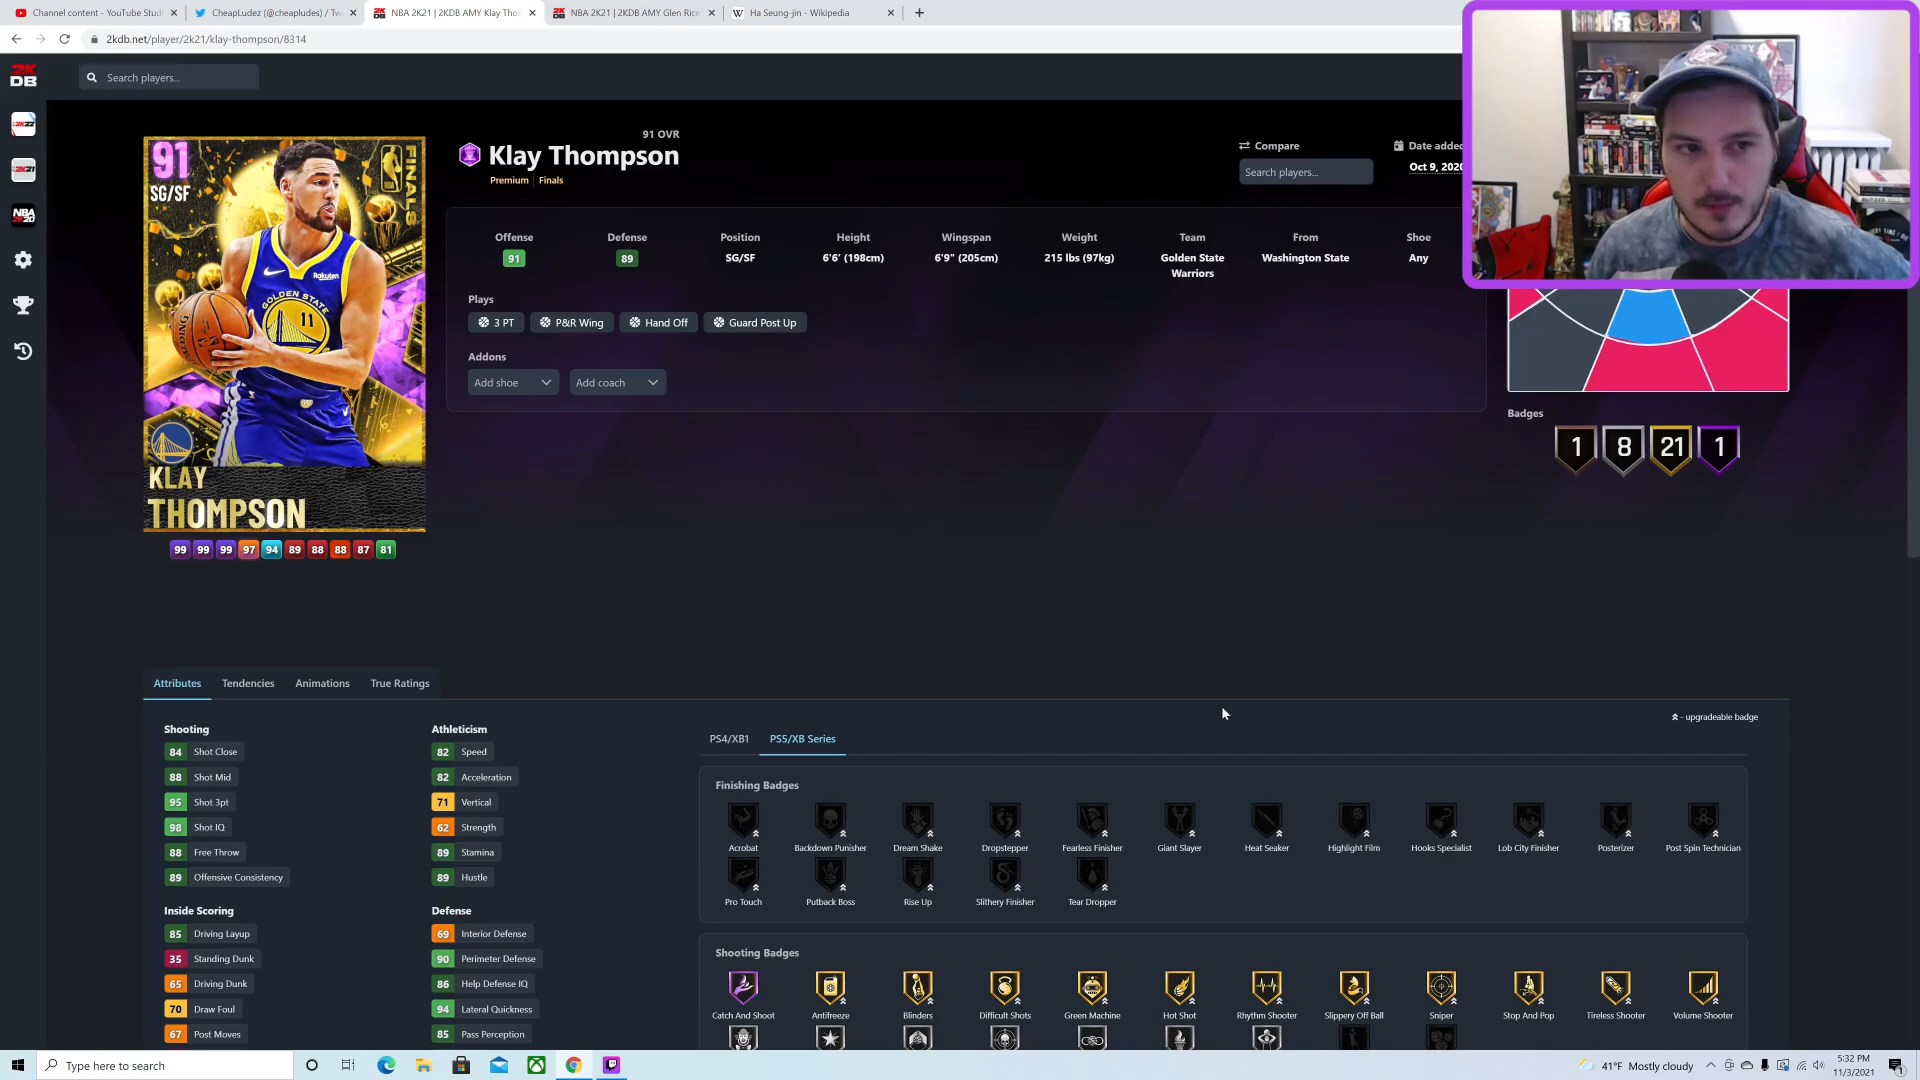 Channel content - YouTube Studi
CheapLudez (@cheapludes) / Tw
NBA 2K21 | 2KDB AMY Klay Thom
NBA 2K21 | 2KDB AMY Glen Rice
Ha Seung-jin - Wikipedia
2kdb.net/player/2k21/klay-thompson/8314
2K DB
Search players...
91
SG/SF
FINALS
Rakuten
GOLDEN STATE
11
WARRIORS
KLAY
THOMPSON
99 99 99 97 94 89 88 88 87 81
91 OVR
Klay Thompson
Premium Finals
Compare
Search players...
Date added
Oct 9, 2020
Offense Defense Position Height Wingspan Weight Team From Shoe
91 89 SG/SF 6'6' (198cm) 6'9" (205cm) 215 lbs (97kg) Golden State Warriors Washington State Any
Plays
3 PT P&R Wing Hand Off Guard Post Up
Addons
Add shoe Add coach
Badges
1 8 21 1
Attributes Tendencies Animations True Ratings
- upgradeable badge
Shooting
84 Shot Close
88 Shot Mid
95 Shot 3pt
98 Shot IQ
88 Free Throw
89 Offensive Consistency
Inside Scoring
85 Driving Layup
35 Standing Dunk
65 Driving Dunk
70 Draw Foul
67 Post Moves
Athleticism
82 Speed
82 Acceleration
71 Vertical
62 Strength
89 Stamina
89 Hustle
Defense
69 Interior Defense
90 Perimeter Defense
86 Help Defense IQ
94 Lateral Quickness
85 Pass Perception
PS4/XB1 PS5/XB Series
Finishing Badges
Acrobat Backdown Punisher Dream Shake Dropstepper Fearless Finisher Giant Slayer Heat Seaker Highlight Film Hooks Specialist Lob City Finisher Posterizer Post Spin Technician
Pro Touch Putback Boss Rise Up Slithery Finisher Tear Dropper
Shooting Badges
Catch And Shoot Antifreeze Blinders Difficult Shots Green Machine Hot Shot Rhythm Shooter Slippery Off Ball Sniper Stop And Pop Tireless Shooter Volume Shooter
Type here to search
41°F Mostly cloudy
5:32 PM
11/3/2021